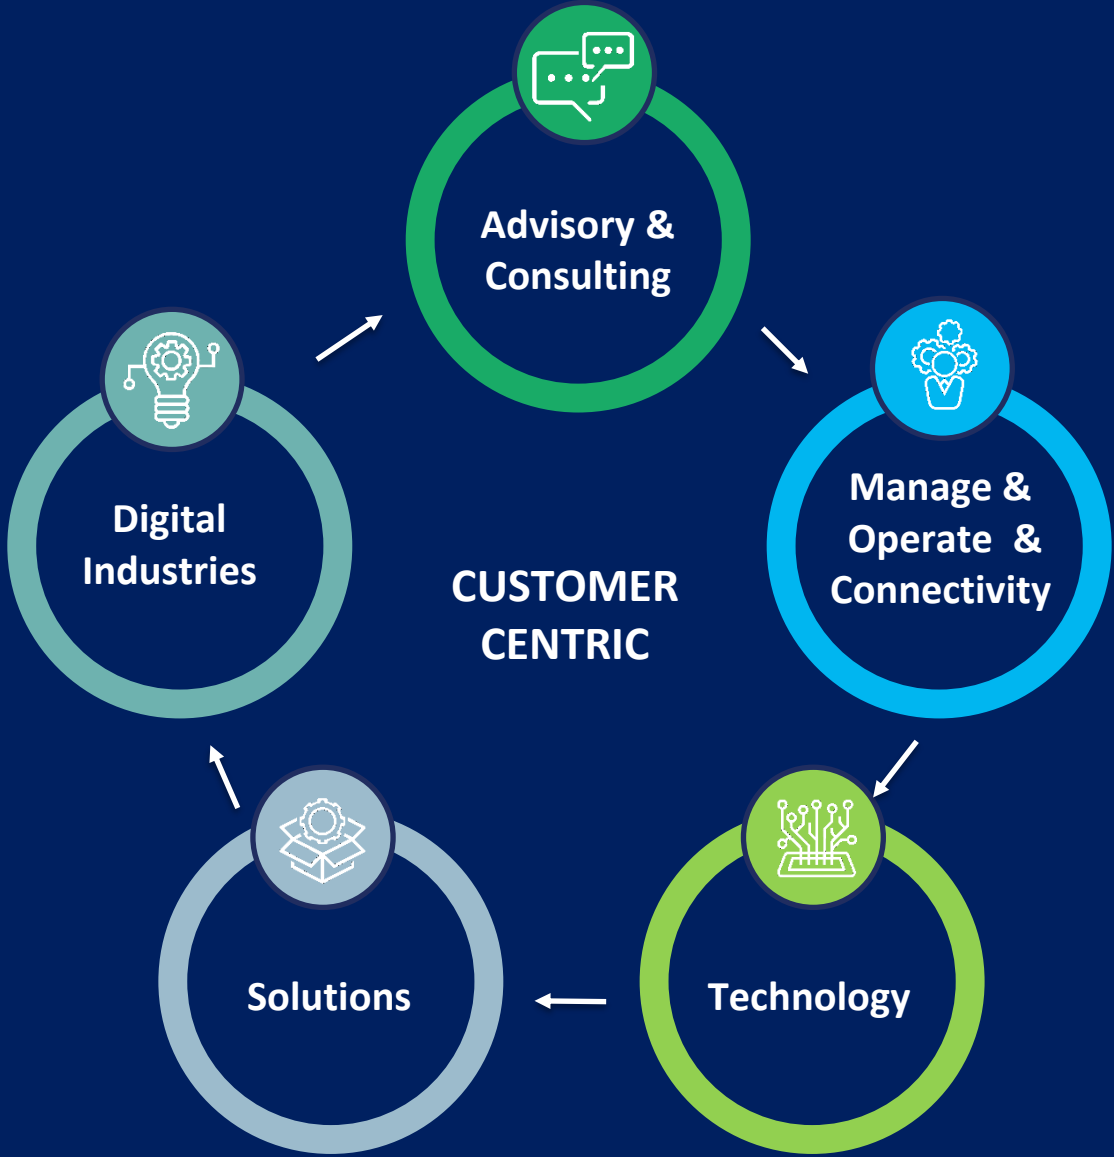 Advisory &
Consulting
Manage &
Operate  &
Connectivity
Digital
Industries
CUSTOMER
CENTRIC
Solutions
Technology